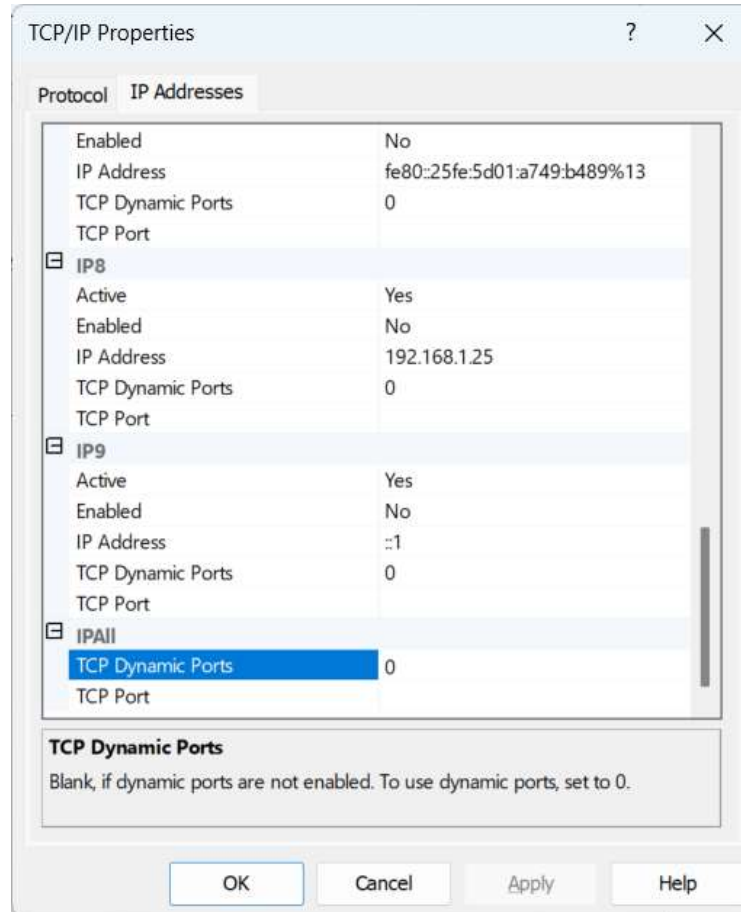 TCP/IP Properties ? ×
Protocol IP Addresses
Enabled No
IP Address fe80::25fe:5d01:a749:b489%13
TCP Dynamic Ports 0
TCP Port
IP8
Active Yes
Enabled No
IP Address 192.168.1.25
TCP Dynamic Ports 0
TCP Port
IP9
Active Yes
Enabled No
IP Address ::1
TCP Dynamic Ports 0
TCP Port
IPAll
TCP Dynamic Ports 0
TCP Port
TCP Dynamic Ports
Blank, if dynamic ports are not enabled. To use dynamic ports, set to 0.
OK Cancel Apply Help